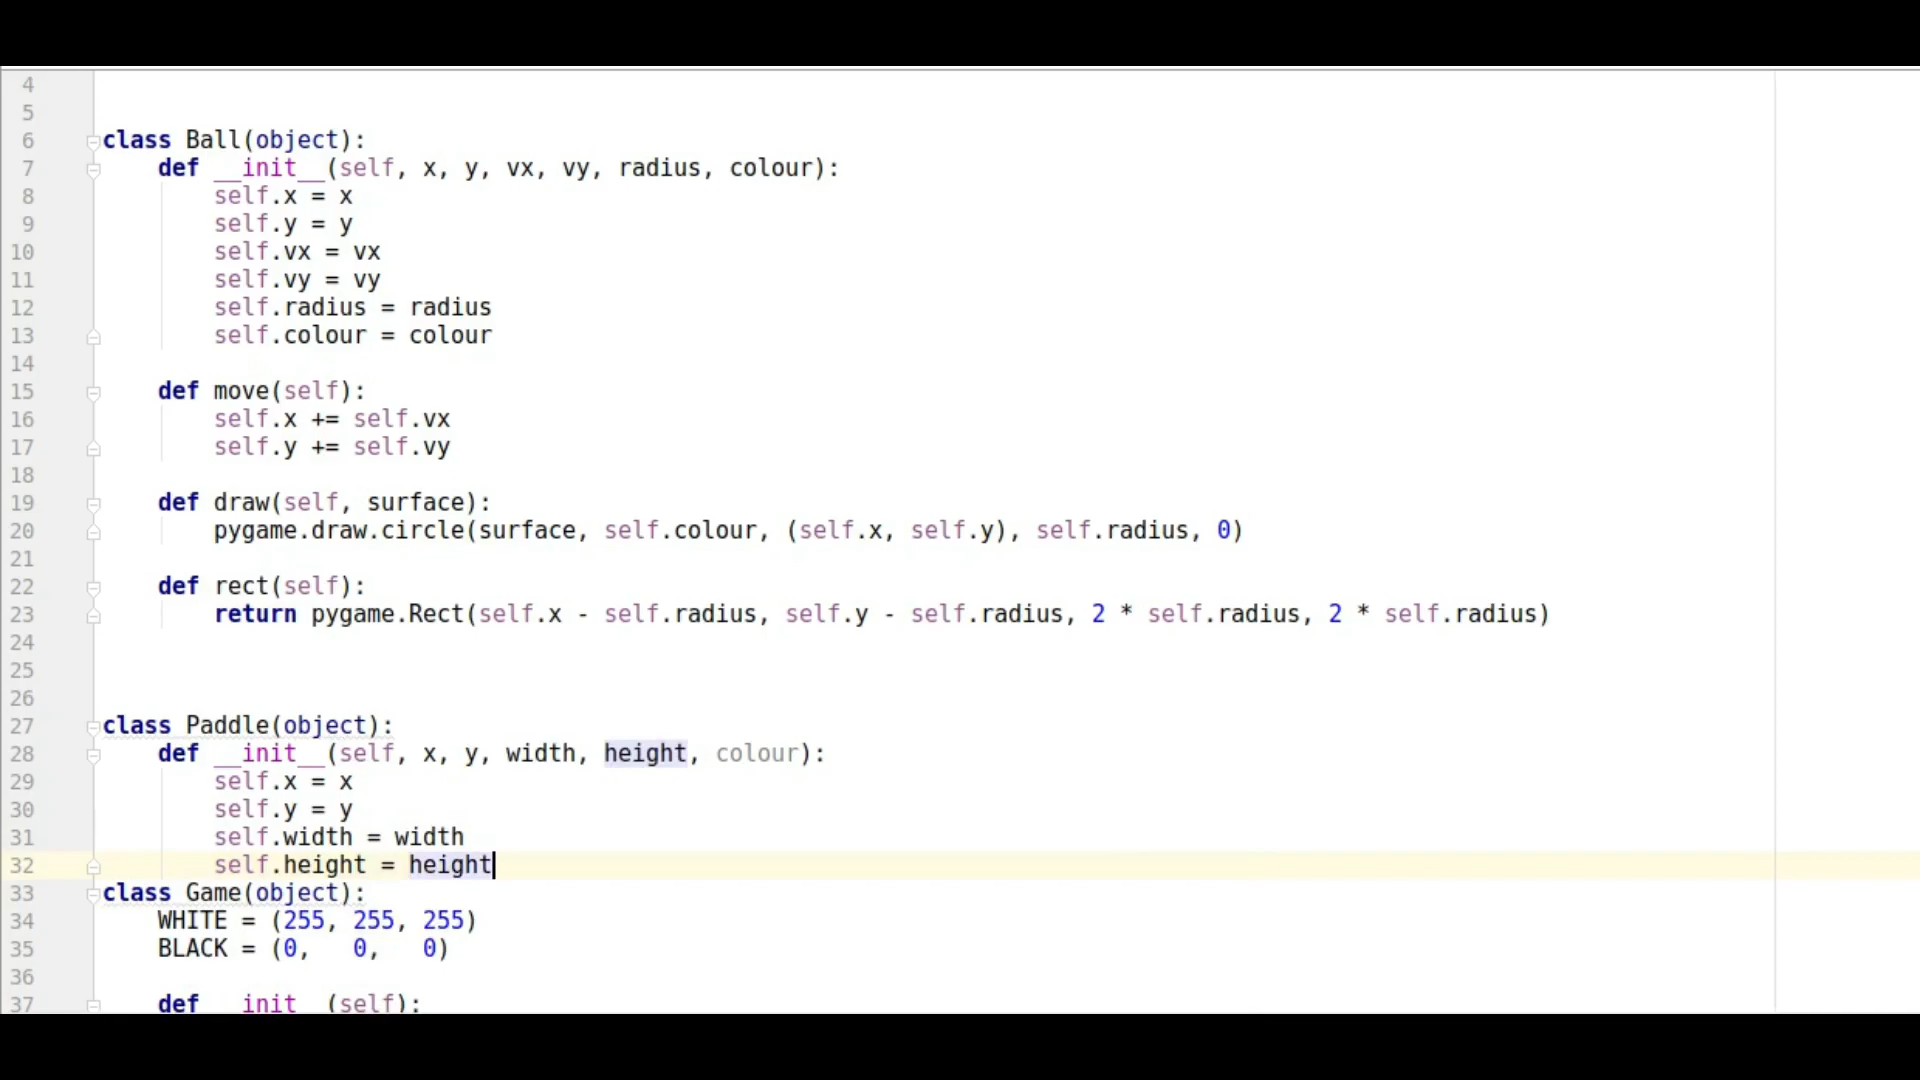 4
5
6 class Ball(object):
7     def __init__(self, x, y, vx, vy, radius, colour):
8         self.x = x
9         self.y = y
10         self.vx = vx
11         self.vy = vy
12         self.radius = radius
13         self.colour = colour
14
15     def move(self):
16         self.x += self.vx
17         self.y += self.vy
18
19     def draw(self, surface):
20         pygame.draw.circle(surface, self.colour, (self.x, self.y), self.radius, 0)
21
22     def rect(self):
23         return pygame.Rect(self.x - self.radius, self.y - self.radius, 2 * self.radius, 2 * self.radius)
24
25
26
27 class Paddle(object):
28     def __init__(self, x, y, width, height, colour):
29         self.x = x
30         self.y = y
31         self.width = width
32         self.height = height
33 class Game(object):
34     WHITE = (255, 255, 255)
35     BLACK = (0,   0,   0)
36
37     def __init__(self):